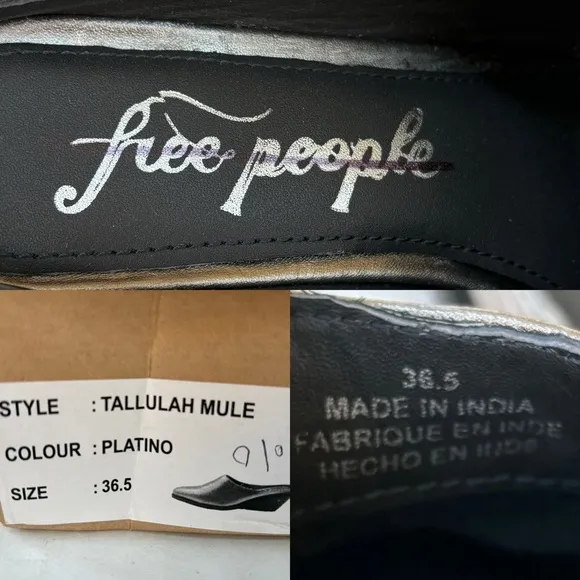 free people
STYLE : TALLULAH MULE
COLOUR : PLATINO
SIZE : 36.5
36.5
MADE IN INDIA
FABRIQUE EN INDE
HECHO EN INDE